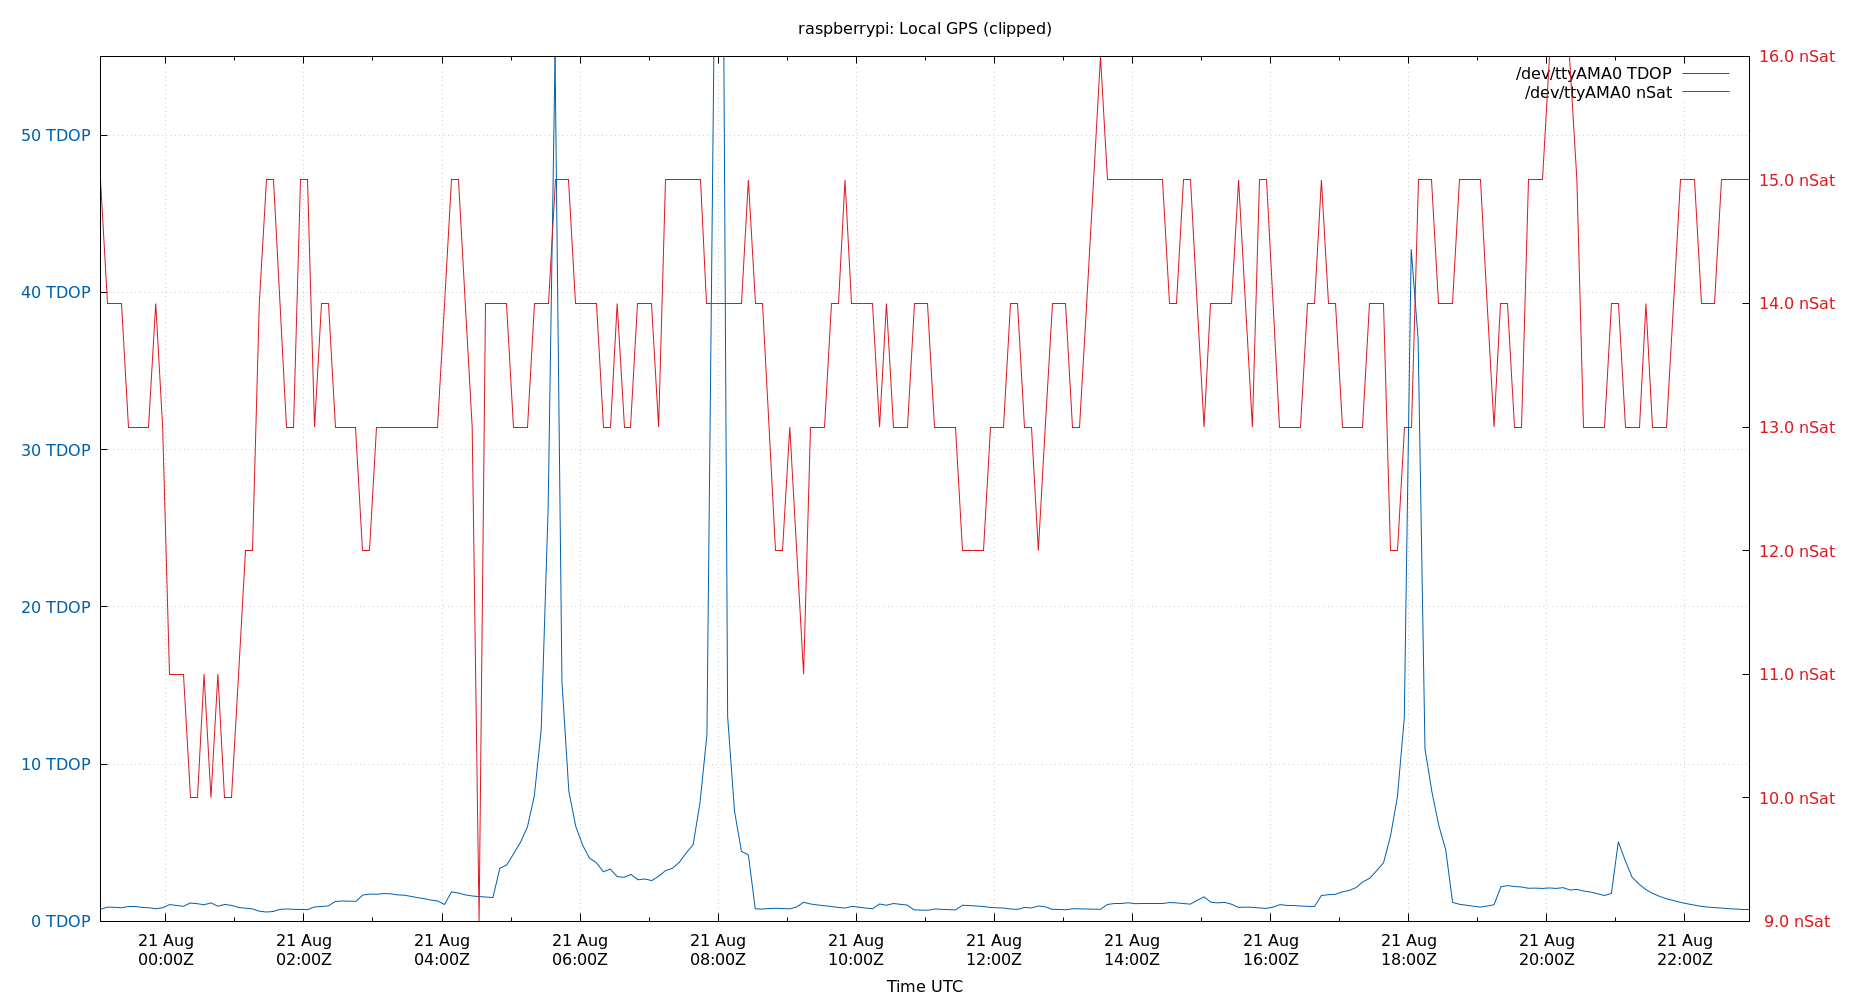 raspberrypi: Local GPS (clipped)
/dev/ttyAMA0 TDOP
/dev/ttyAMA0 nSat
50 TDOP
40 TDOP
30 TDOP
20 TDOP
10 TDOP
0 TDOP
16.0 nSat
15.0 nSat
14.0 nSat
13.0 nSat
12.0 nSat
11.0 nSat
10.0 nSat
9.0 nSat
21 Aug 21 Aug 21 Aug 21 Aug 21 Aug 21 Aug 21 Aug 21 Aug 21 Aug 21 Aug 21 Aug 21 Aug
00:00Z 02:00Z 04:00Z 06:00Z 08:00Z 10:00Z 12:00Z 14:00Z 16:00Z 18:00Z 20:00Z 22:00Z
Time UTC